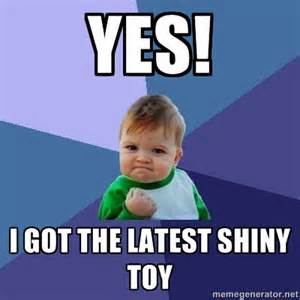 YES!
I GOT THE LATEST SHINY
TOY
memegenerator.net